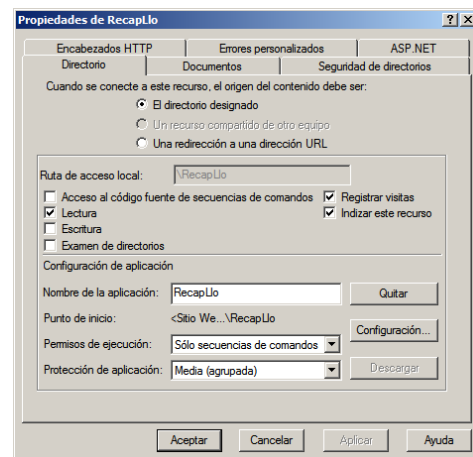 Propiedades de RecapLlo
Encabezados HTTP
Errores personalizados
ASP.NET
Directorio
Documentos
Seguridad de directorios
Cuando se conecte a este recurso, el origen del contenido debe ser:
El directorio designado
Un recurso compartido de otro equipo
Una redirección a una dirección URL
Ruta de acceso local:
\RecapLlo
Acceso al código fuente de secuencias de comandos
Registrar visitas
Lectura
Indizar este recurso
Escritura
Examen de directorios
Configuración de aplicación
Nombre de la aplicación:
RecapLlo
Quitar
Punto de inicio:
<Sitio We...\RecapLlo
Configuración...
Permisos de ejecución:
Sólo secuencias de comandos
Protección de aplicación:
Media (agrupada)
Descargar
Aceptar
Cancelar
Aplicar
Ayuda